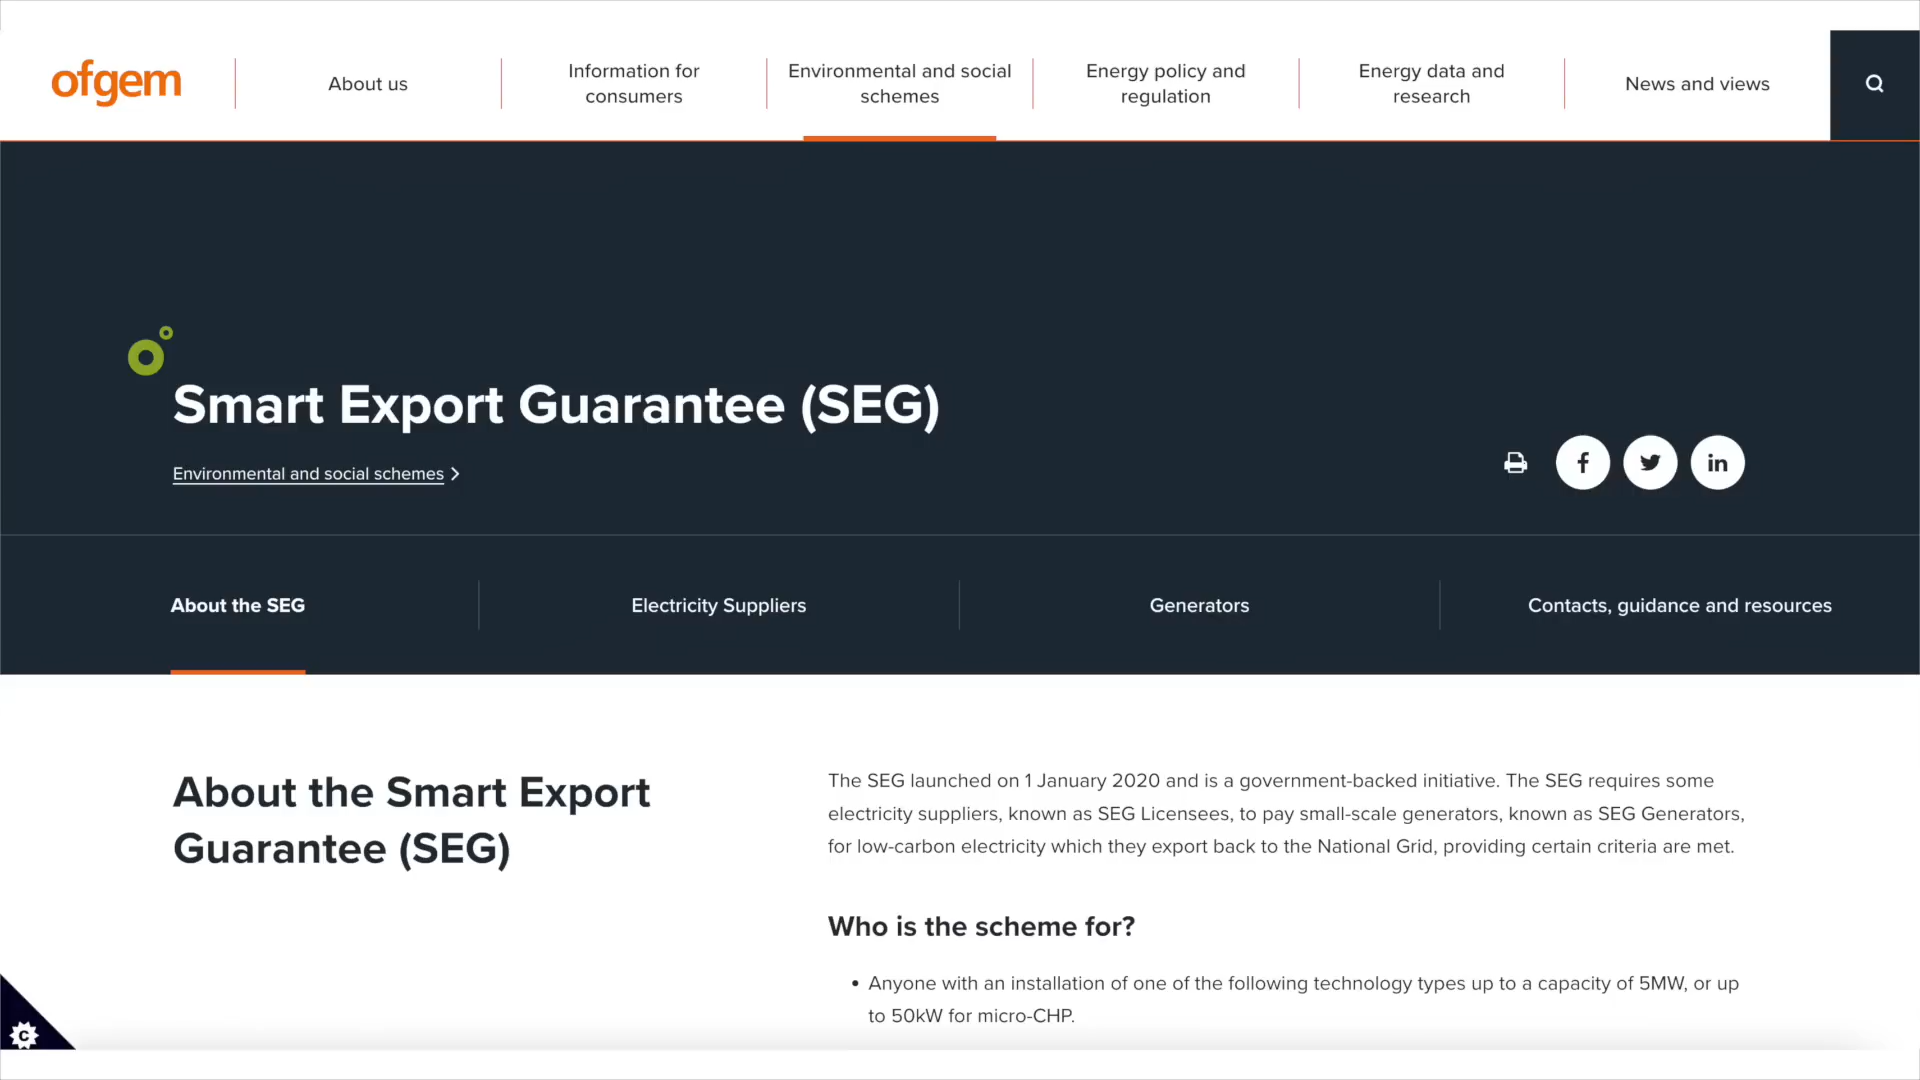 ofgem
About us
Information for
consumers
Environmental and social
schemes
Energy policy and
regulation
Energy data and
research
News and views
Smart Export Guarantee (SEG)
Environmental and social schemes
f
in
About the SEG
Electricity Suppliers
Generators
Contacts, guidance and resources
About the Smart Export
Guarantee (SEG)
The SEG launched on 1 January 2020 and is a government-backed initiative. The SEG requires some
electricity suppliers, known as SEG Licensees, to pay small-scale generators, known as SEG Generators,
for low-carbon electricity which they export back to the National Grid, providing certain criteria are met.
Who is the scheme for?
• Anyone with an installation of one of the following technology types up to a capacity of 5MW, or up
to 50kW for micro-CHP.
C